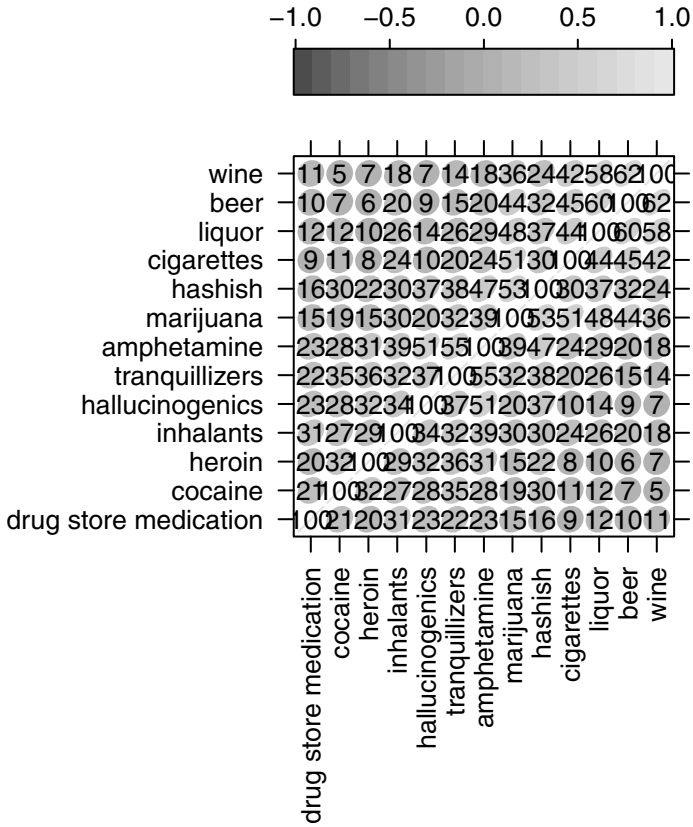 −1.0 −0.5 0.0 0.5 1.0
wine 11 5 7 18 7 14 18 36 24 42 58 62 100
beer 10 7 6 20 9 15 20 44 32 45 60 100 62
liquor 12 12 10 26 14 26 29 48 37 44 100 60 58
cigarettes 9 11 8 24 10 20 24 51 30 100 44 45 42
hashish 16 30 22 30 37 38 47 53 100 30 37 32 24
marijuana 15 19 15 30 20 32 39 100 53 51 48 44 36
amphetamine 23 28 31 39 51 55 100 39 47 24 29 20 18
tranquillizers 22 35 36 32 37 100 55 32 38 20 26 15 14
hallucinogenics 23 28 32 34 100 37 51 20 37 10 14 9 7
inhalants 31 27 29 100 34 32 39 30 30 24 26 20 18
heroin 20 32 100 29 32 36 31 15 22 8 10 6 7
cocaine 21 100 32 27 28 35 28 19 30 11 12 7 5
drug store medication 100 21 20 31 23 22 23 15 16 9 12 10 11
drug store medication
cocaine
heroin
inhalants
hallucinogenics
tranquillizers
amphetamine
marijuana
hashish
cigarettes
liquor
beer
wine